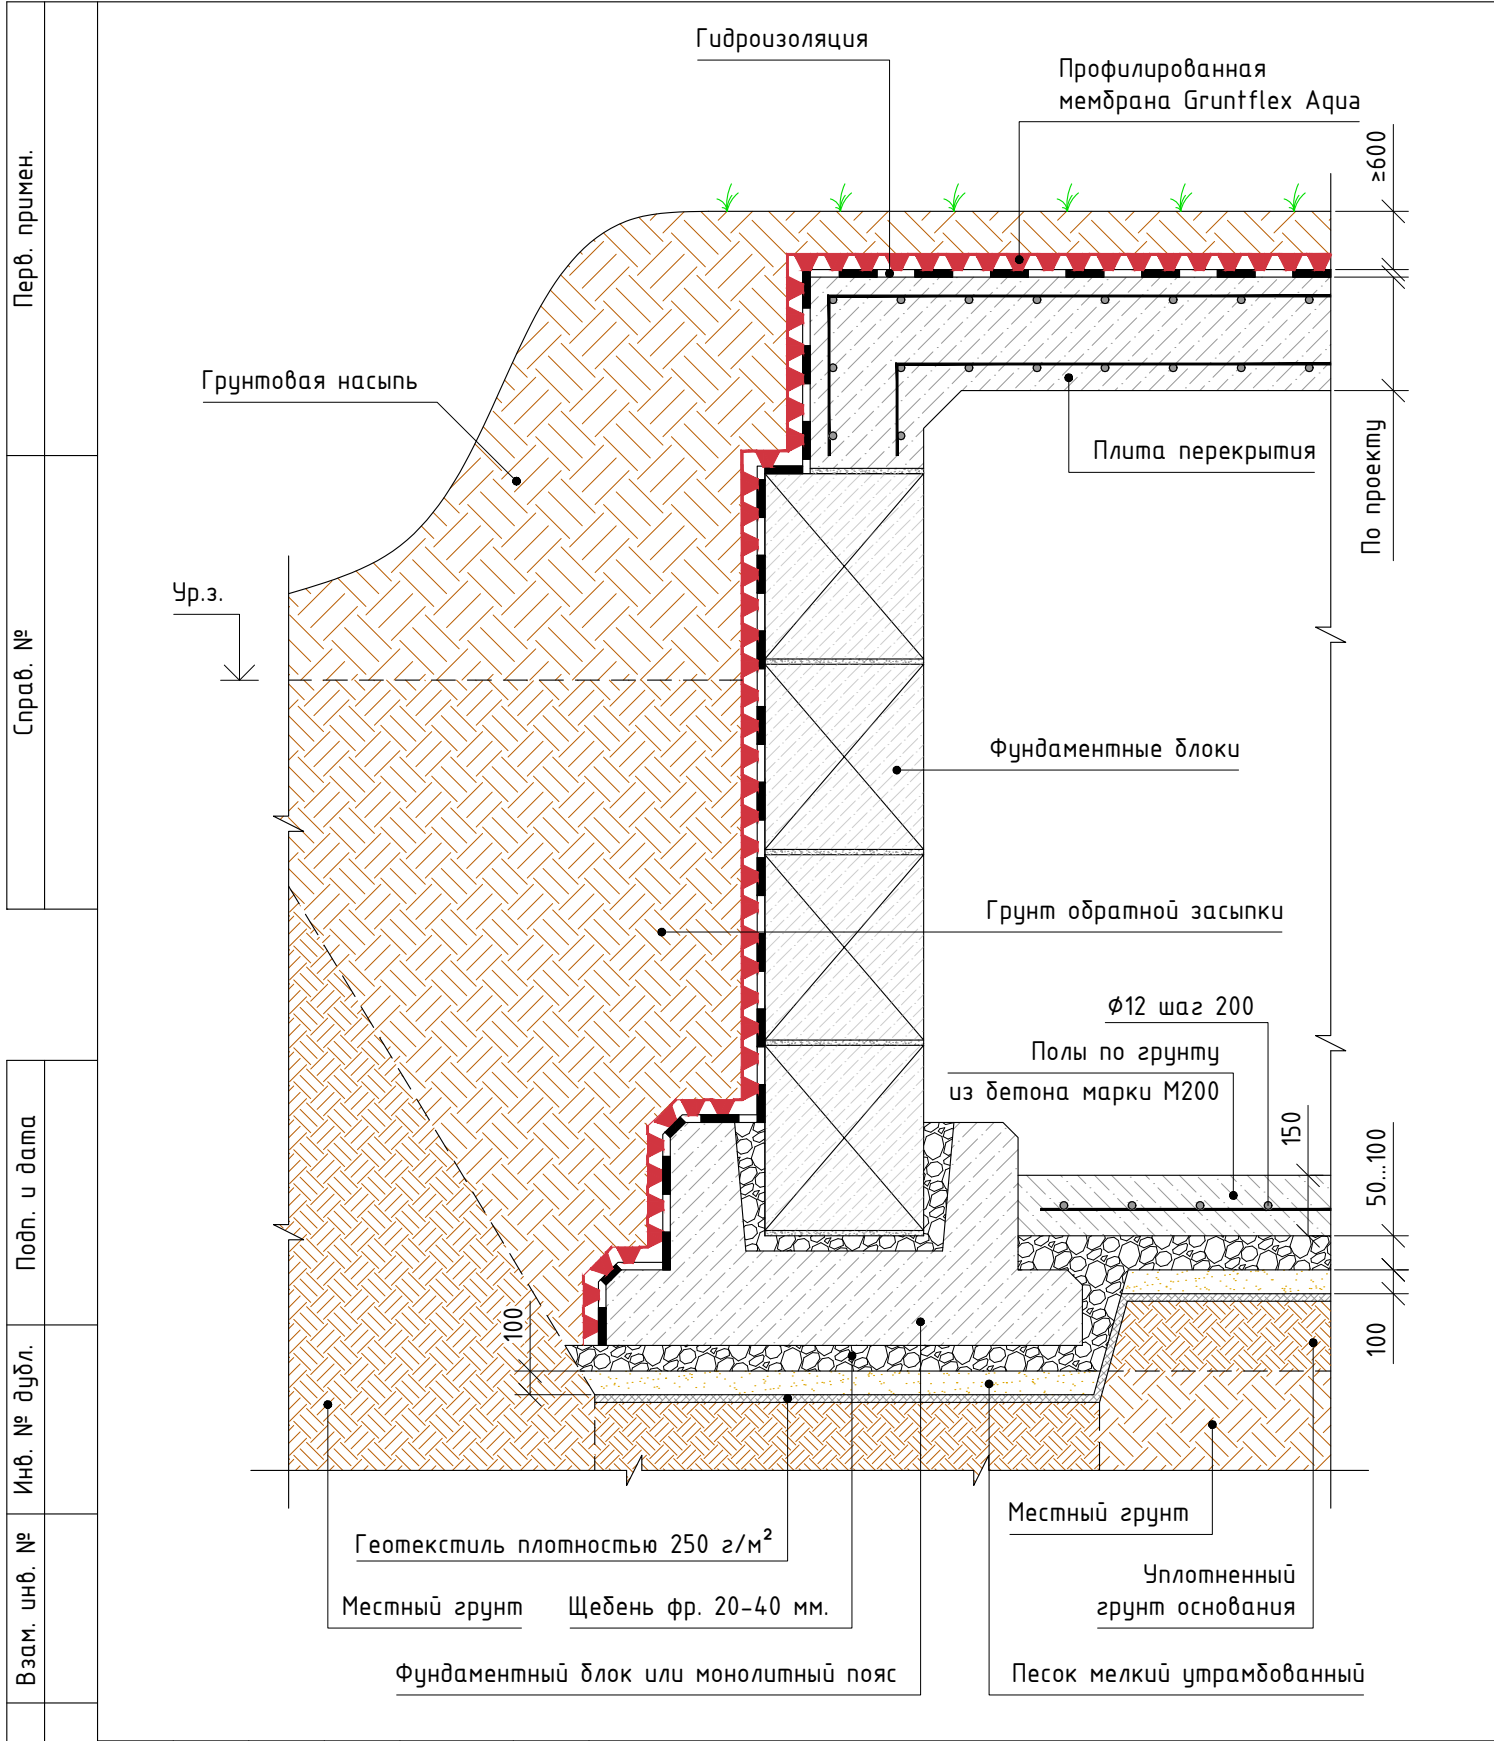 Гидроизоляция
Профилированная
мембрана Gruntflex Aqua
≥600
Перв. примен.
Грунтовая насыпь
Плита перекрытия
По проекту
Ур.з.
Справ. №
Фундаментные блоки
Грунт обратной засыпки
Ø12 шаг 200
Полы по грунту
из бетона марки М200
150
50...100
Подп. и дата
100
100
Инв. № дубл.
Местный грунт
Геотекстиль плотностью 250 г/м²
Уплотненный
грунт основания
Местный грунт
Щебень фр. 20-40 мм.
Взам. инв. №
Фундаментный блок или монолитный пояс
Песок мелкий утрамбованный